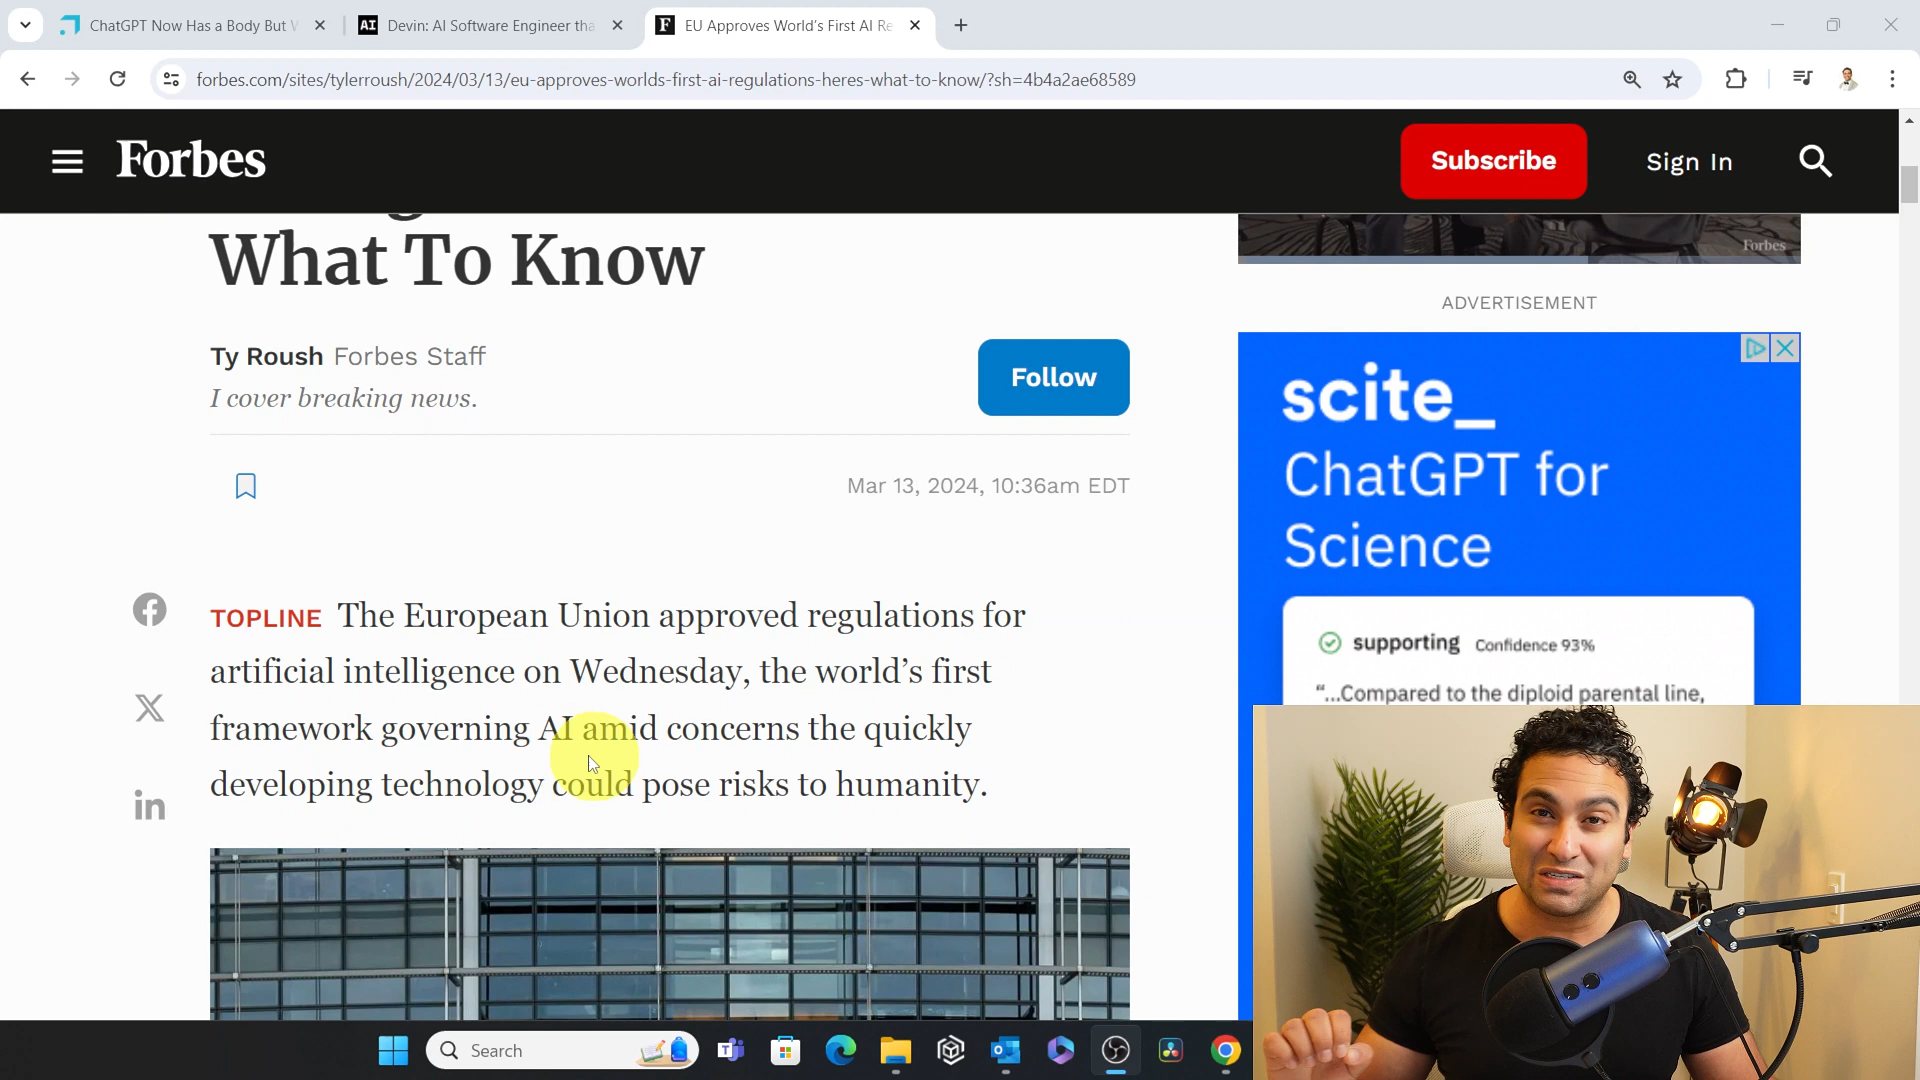 ChatGPT Now Has a Body But
Devin: AI Software Engineer tha
EU Approves World's First AI Re
forbes.com/sites/tylerroush/2024/03/13/eu-approves-worlds-first-ai-regulations-heres-what-to-know/?sh=4b4a2ae68589
Forbes
Subscribe
Sign In
What To Know
Forbes
ADVERTISEMENT
Ty Roush Forbes Staff
I cover breaking news.
Follow
Mar 13, 2024, 10:36am EDT
scite_
ChatGPT for
Science
supporting Confidence 93%
“...Compared to the diploid parental line,
TOPLINE The European Union approved regulations for
artificial intelligence on Wednesday, the world’s first
framework governing AI amid concerns the quickly
developing technology could pose risks to humanity.
Search